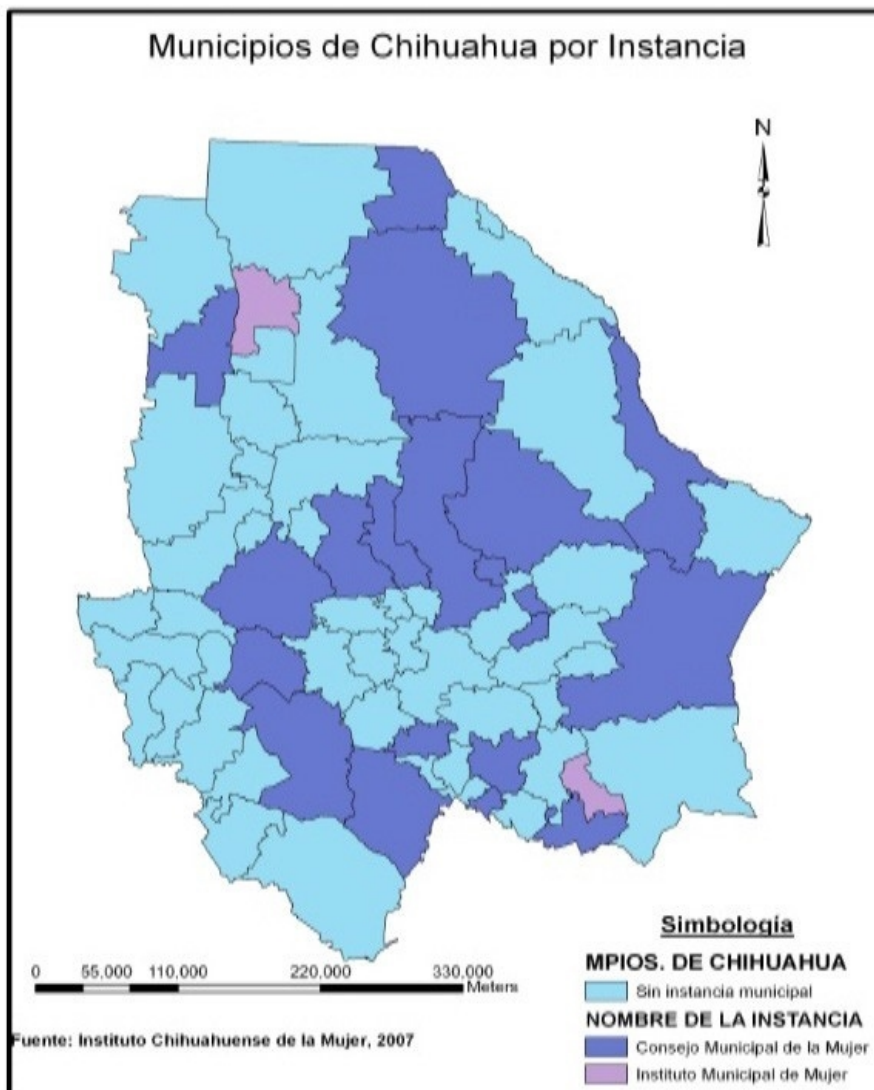 Municipios de Chihuahua por Instancia
N
Simbología
MPIOS. DE CHIHUAHUA
Sin instancia municipal
NOMBRE DE LA INSTANCIA
Consejo Municipal de la Mujer
Instituto Municipal de Mujer
0 55,000 110,000 220,000 330,000
Meters
Fuente: Instituto Chihuahuense de la Mujer, 2007